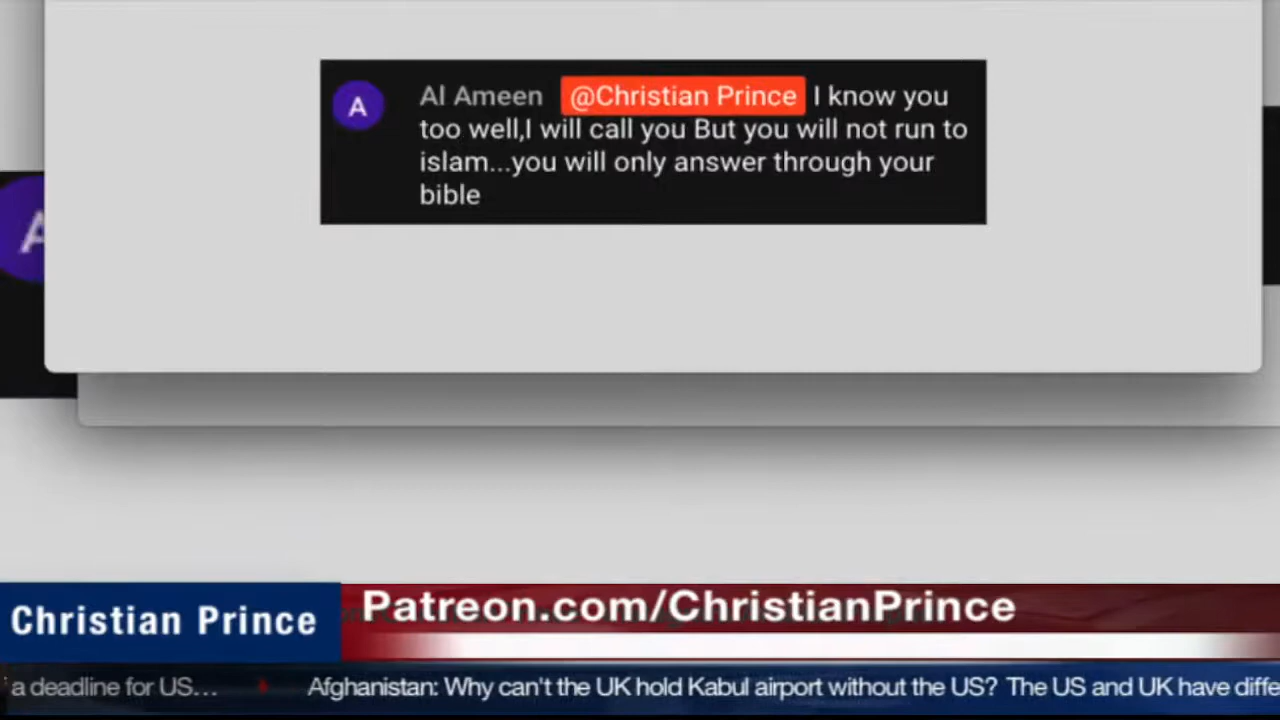 A
Al Ameen @Christian Prince I know you
too well,I will call you But you will not run to
islam...you will only answer through your
bible
A
Christian Prince
Patreon.com/ChristianPrince
a deadline for US... Afghanistan: Why can't the UK hold Kabul airport without the US? The US and UK have diffe